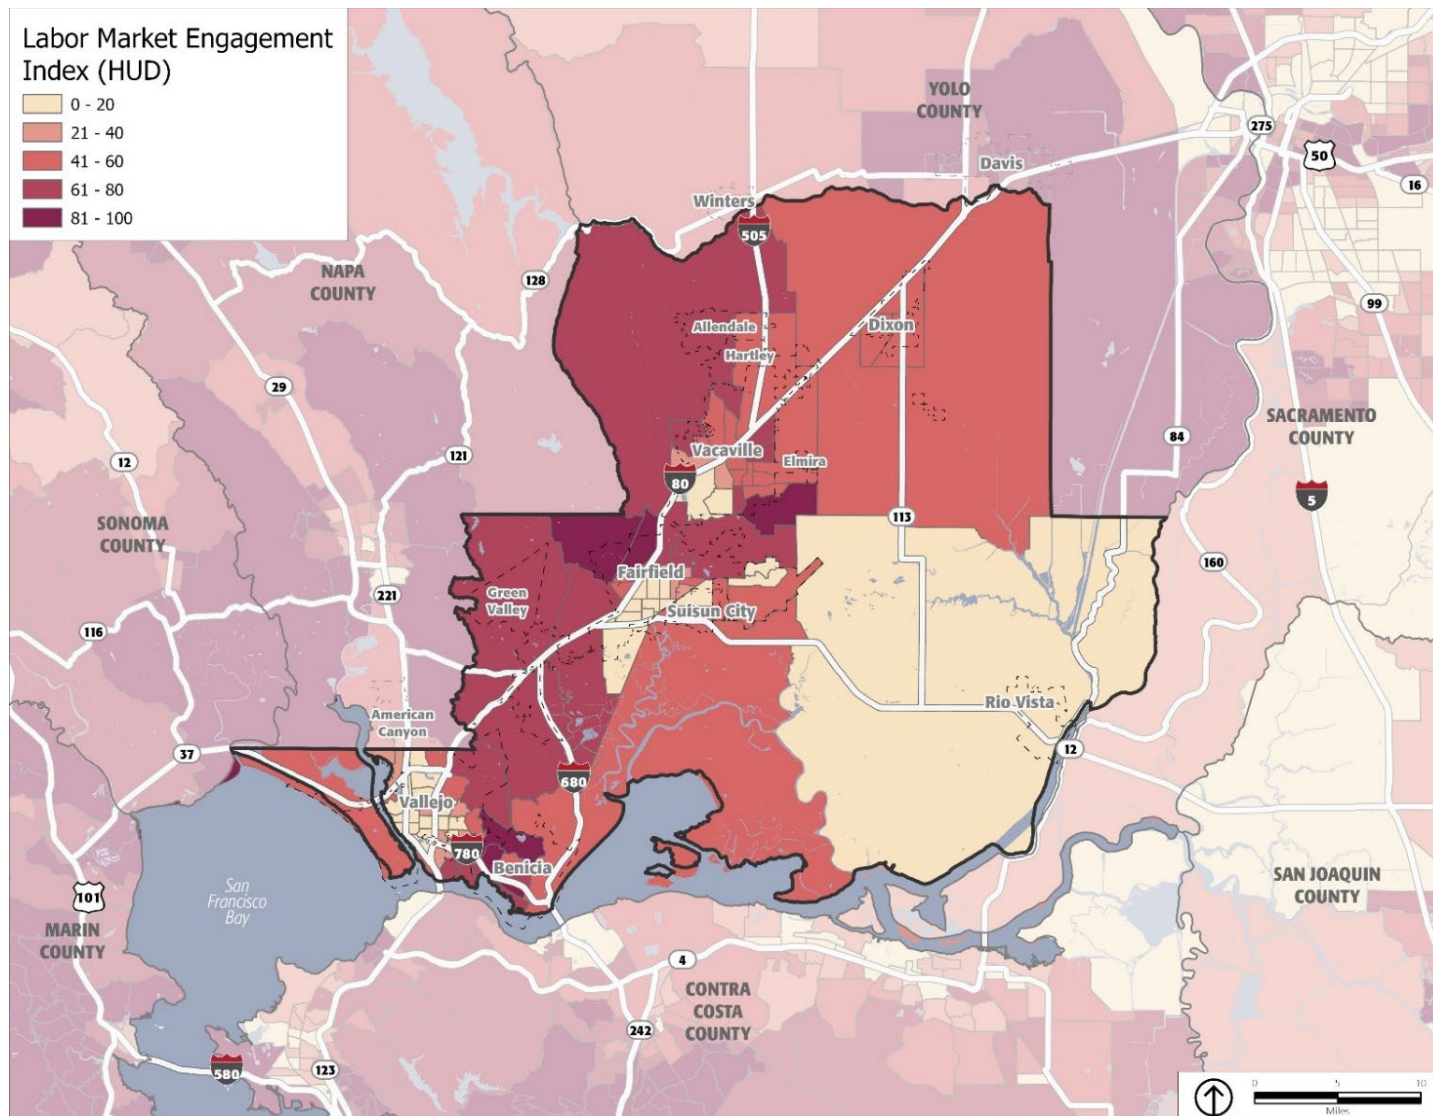 Labor Market Engagement
Index (HUD)
0 - 20
21 - 40
41 - 60
61 - 80
81 - 100
YOLO
COUNTY
275
50
Davis
16
Winters
505
NAPA
COUNTY
128
99
Allendale
Dixon
Hartley
29
SACRAMENTO
COUNTY
84
12
121
Vacaville
Elmira
80
5
SONOMA
COUNTY
113
160
Fairfield
221
Green
Valley
Suisun City
116
Rio Vista
American
Canyon
37
12
680
Vallejo
780
Benicia
San
Francisco
Bay
101
MARIN
COUNTY
SAN JOAQUIN
COUNTY
4
CONTRA
COSTA
COUNTY
242
580
123
0 5 10
Miles